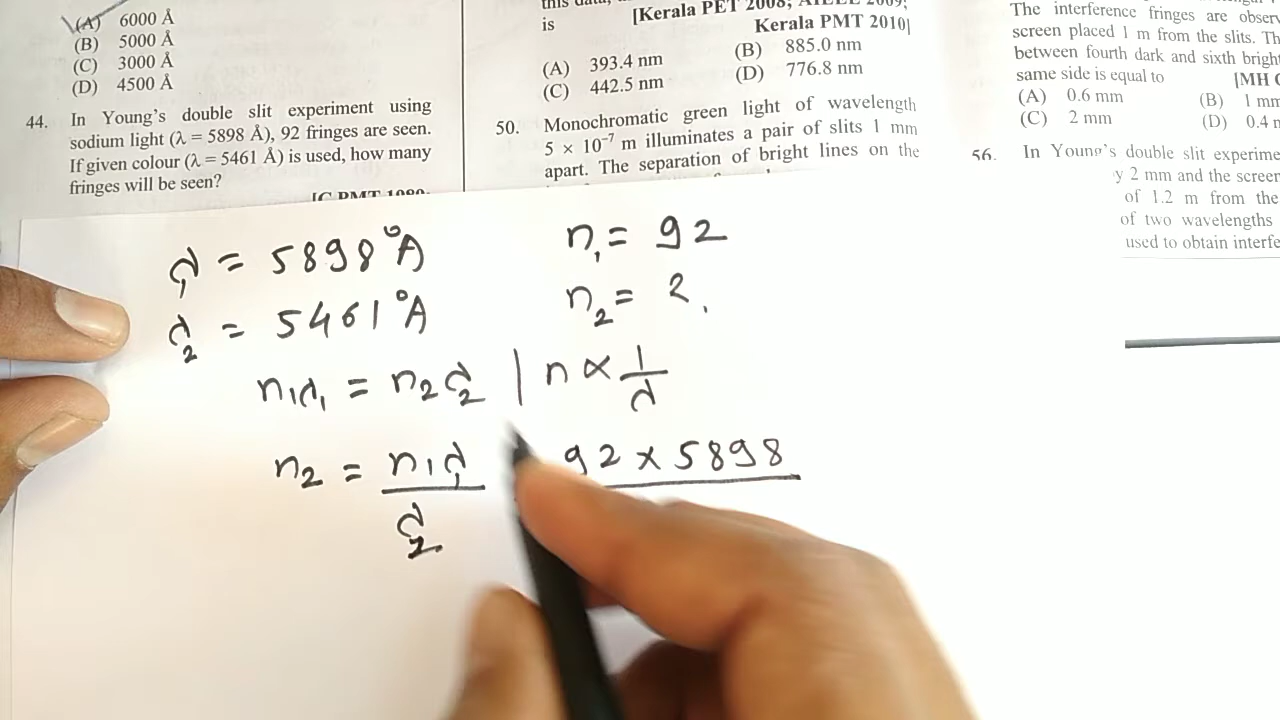 (A) 6000 Å
(B) 5000 Å
(C) 3000 Å
(D) 4500 Å
44. In Young's double slit experiment using
sodium light (λ = 5898 Å), 92 fringes are seen.
If given colour (λ = 5461 Å) is used, how many
fringes will be seen?
this data,
is [Kerala PET 2008; AIEEE 2009;
Kerala PMT 2010]
(A) 393.4 nm (B) 885.0 nm
(C) 442.5 nm (D) 776.8 nm
50. Monochromatic green light of wavelength
5 × 10⁻⁷ m illuminates a pair of slits 1 mm
apart. The separation of bright lines on the
The interference fringes are observ
screen placed 1 m from the slits. Th
between fourth dark and sixth bright
same side is equal to [MH C
(A) 0.6 mm (B) 1 mm
(C) 2 mm (D) 0.4 m
56. In Young's double slit experime
y 2 mm and the screen
of 1.2 m from the
of two wavelengths
used to obtain interfe
λ₁ = 5898 °A n₁ = 92
λ₂ = 5461 °A n₂ = ?
n₁λ₁ = n₂λ₂ | n ∝ 1/λ
n₂ = n₁λ₁ 92 × 5898
λ₂